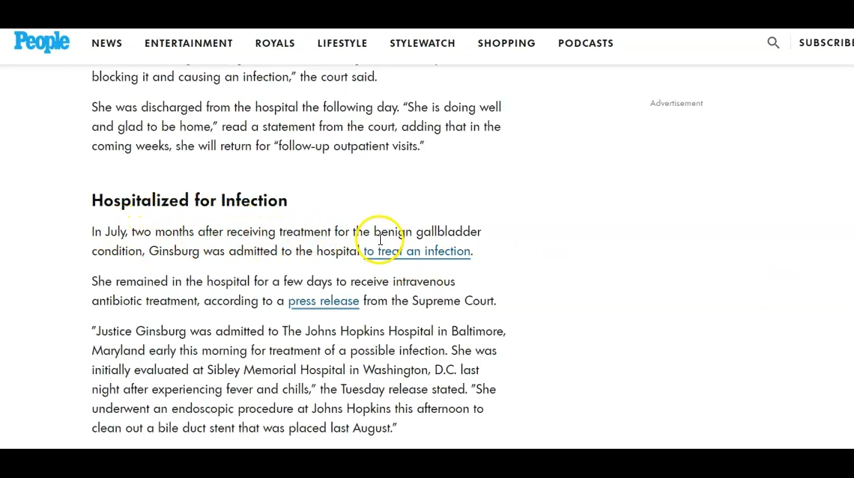 People NEWS ENTERTAINMENT ROYALS LIFESTYLE STYLEWATCH SHOPPING PODCASTS SUBSCRIBE
blocking it and causing an infection,” the court said.
She was discharged from the hospital the following day. “She is doing well
and glad to be home,” read a statement from the court, adding that in the
coming weeks, she will return for “follow-up outpatient visits.”
Advertisement
Hospitalized for Infection
In July, two months after receiving treatment for the benign gallbladder
condition, Ginsburg was admitted to the hospital to treat an infection.
She remained in the hospital for a few days to receive intravenous
antibiotic treatment, according to a press release from the Supreme Court.
”Justice Ginsburg was admitted to The Johns Hopkins Hospital in Baltimore,
Maryland early this morning for treatment of a possible infection. She was
initially evaluated at Sibley Memorial Hospital in Washington, D.C. last
night after experiencing fever and chills,” the Tuesday release stated. ”She
underwent an endoscopic procedure at Johns Hopkins this afternoon to
clean out a bile duct stent that was placed last August.”